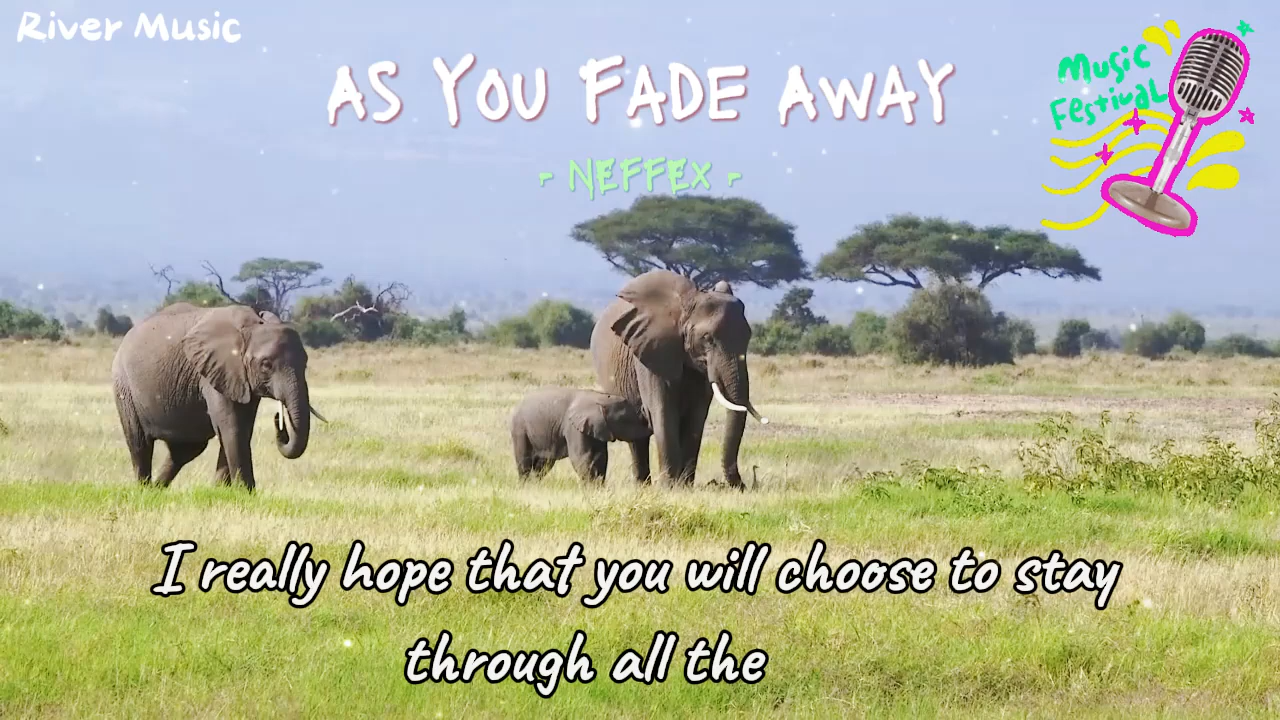 River Music
AS YOU FADE AWAY
- NEFFEX -
Music
Festival
I really hope that you will choose to stay
through all the